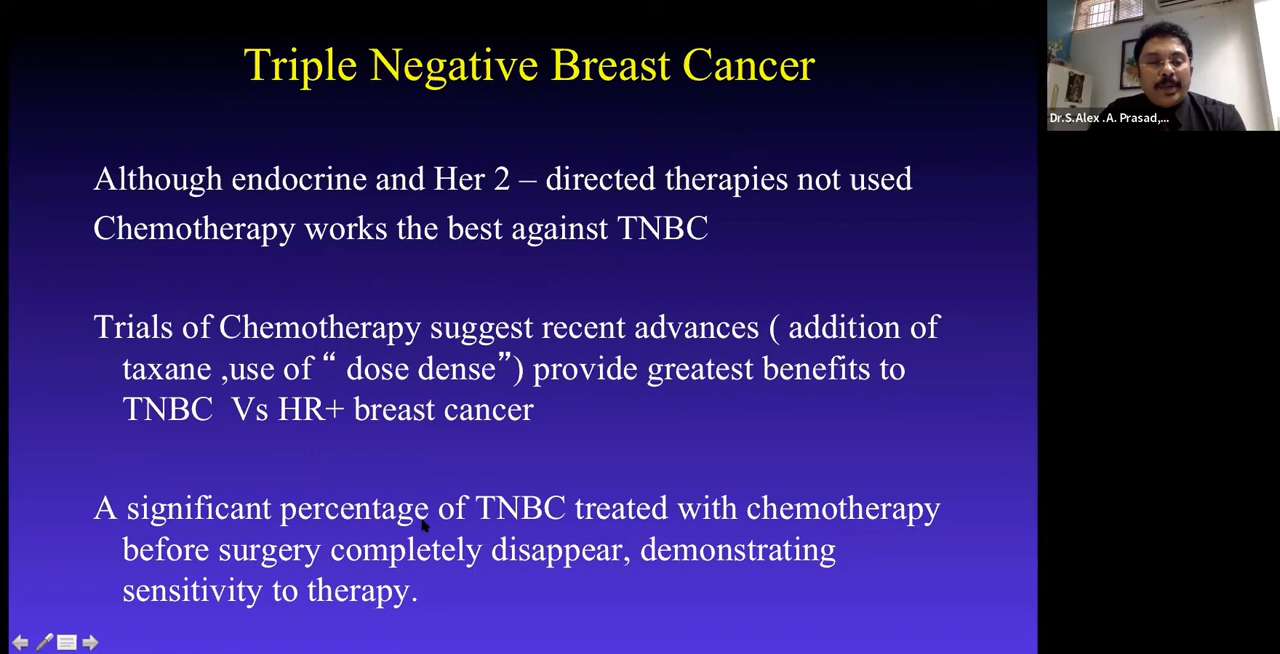 Triple Negative Breast Cancer
Dr.S.Alex .A. Prasad,...
Although endocrine and Her 2 – directed therapies not used
Chemotherapy works the best against TNBC
Trials of Chemotherapy suggest recent advances ( addition of
taxane ,use of “ dose dense”) provide greatest benefits to
TNBC Vs HR+ breast cancer
A significant percentage of TNBC treated with chemotherapy
before surgery completely disappear, demonstrating
sensitivity to therapy.